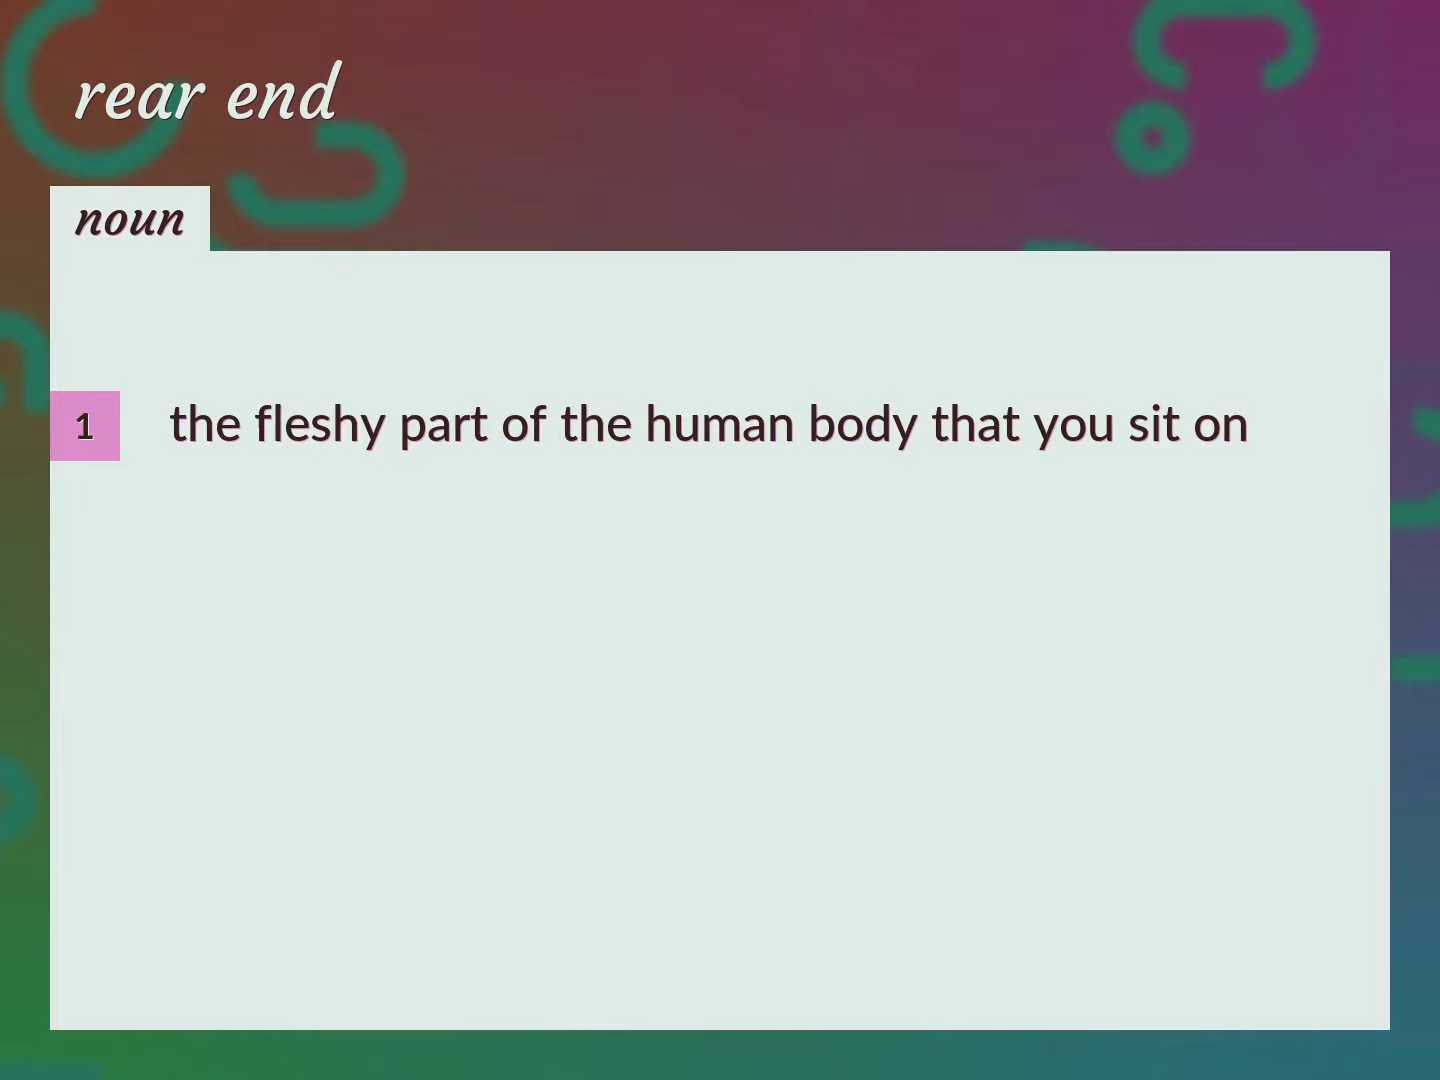 rear end
noun
1 the fleshy part of the human body that you sit on